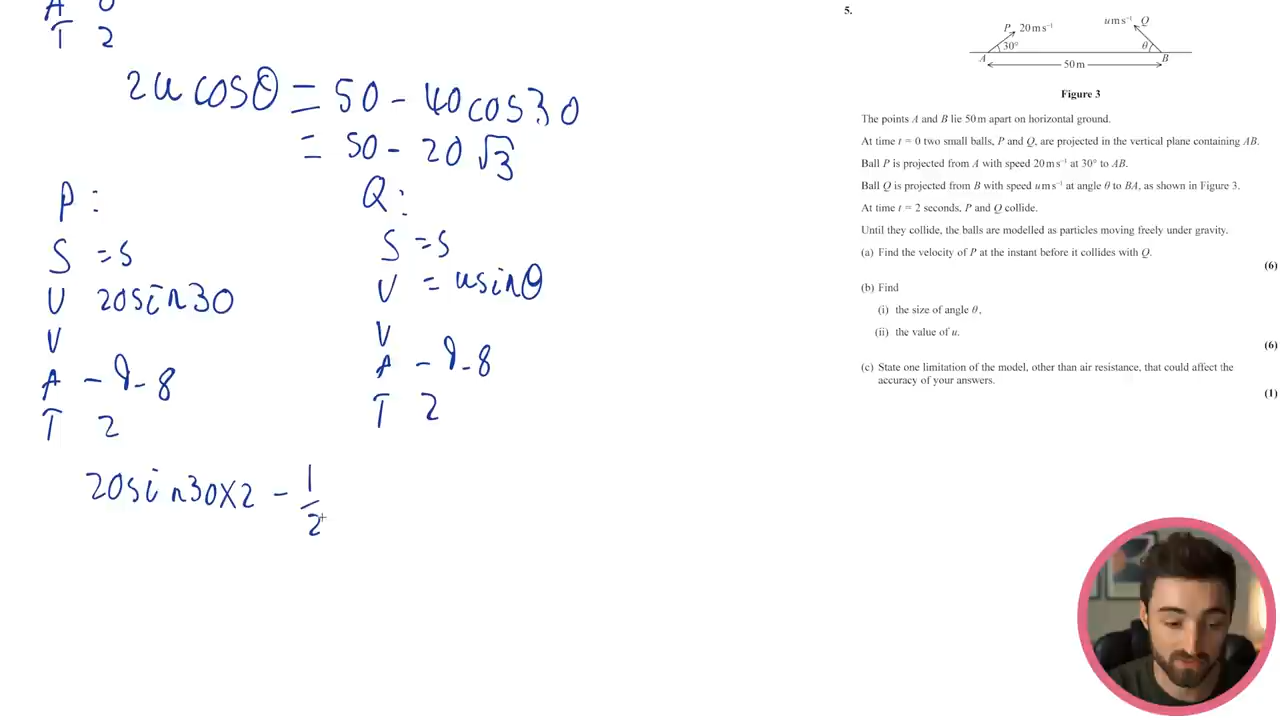 A 0
T 2
2u cosθ = 50 - 40cos30
= 50 - 20√3
P:
S = s
U 20sin30
V
A -9.8
T 2
Q:
S = s
U = usinθ
V
A -9.8
T 2
20sin30×2 - 1/2
5.
P 20 m s⁻¹
u m s⁻¹ Q
30°
θ
A
B
50 m
Figure 3
The points A and B lie 50 m apart on horizontal ground.
At time t = 0 two small balls, P and Q, are projected in the vertical plane containing AB.
Ball P is projected from A with speed 20 m s⁻¹ at 30° to AB.
Ball Q is projected from B with speed u m s⁻¹ at angle θ to BA, as shown in Figure 3.
At time t = 2 seconds, P and Q collide.
Until they collide, the balls are modelled as particles moving freely under gravity.
(a) Find the velocity of P at the instant before it collides with Q.
(6)
(b) Find
(i) the size of angle θ,
(ii) the value of u.
(6)
(c) State one limitation of the model, other than air resistance, that could affect the
accuracy of your answers.
(1)